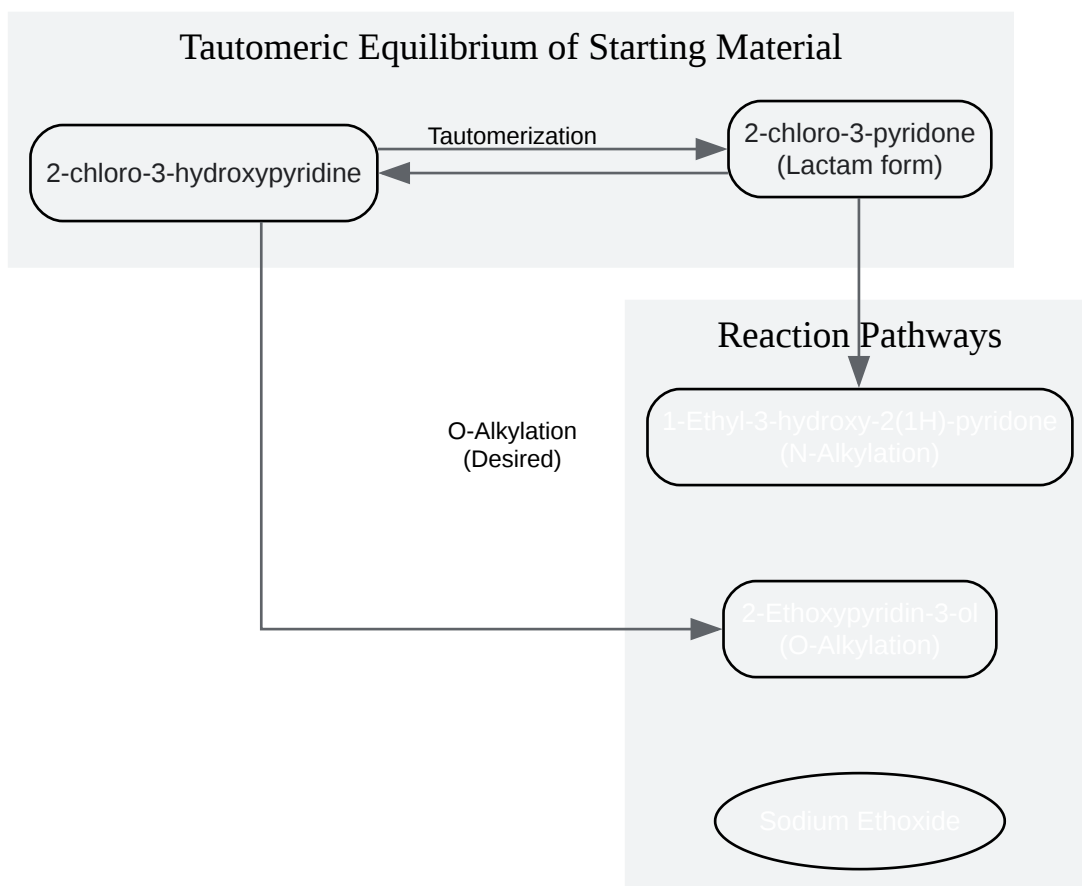 Tautomeric Equilibrium of Starting Material
2-chloro-3-hydroxypyridine
Tautomerization
2-chloro-3-pyridone
(Lactam form)
Reaction Pathways
1-Ethyl-3-hydroxy-2(1H)-pyridone
(N-Alkylation)
O-Alkylation
(Desired)
2-Ethoxypyridin-3-ol
(O-Alkylation)
Sodium Ethoxide